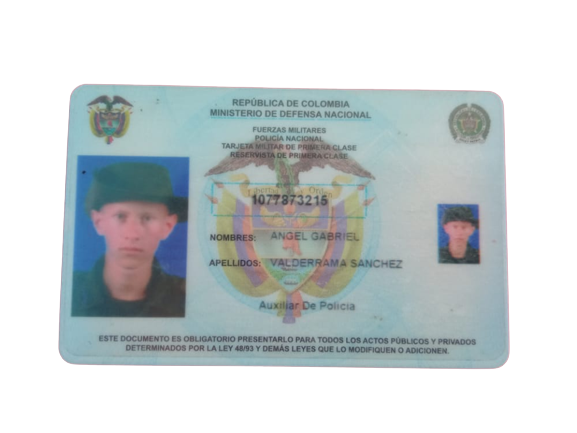 REPÚBLICA DE COLOMBIA
MINISTERIO DE DEFENSA NACIONAL
FUERZAS MILITARES
POLICÍA NACIONAL
TARJETA MILITAR DE PRIMERA CLASE
RESERVISTA DE PRIMERA CLASE
1077873215
NOMBRES: ANGEL GABRIEL
APELLIDOS: VALDERRAMA SANCHEZ
Auxiliar De Policia
ESTE DOCUMENTO ES OBLIGATORIO PRESENTARLO PARA TODOS LOS ACTOS PÚBLICOS Y PRIVADOS
DETERMINADOS POR LA LEY 48/93 Y DEMÁS LEYES QUE LO MODIFIQUEN O ADICIONEN.